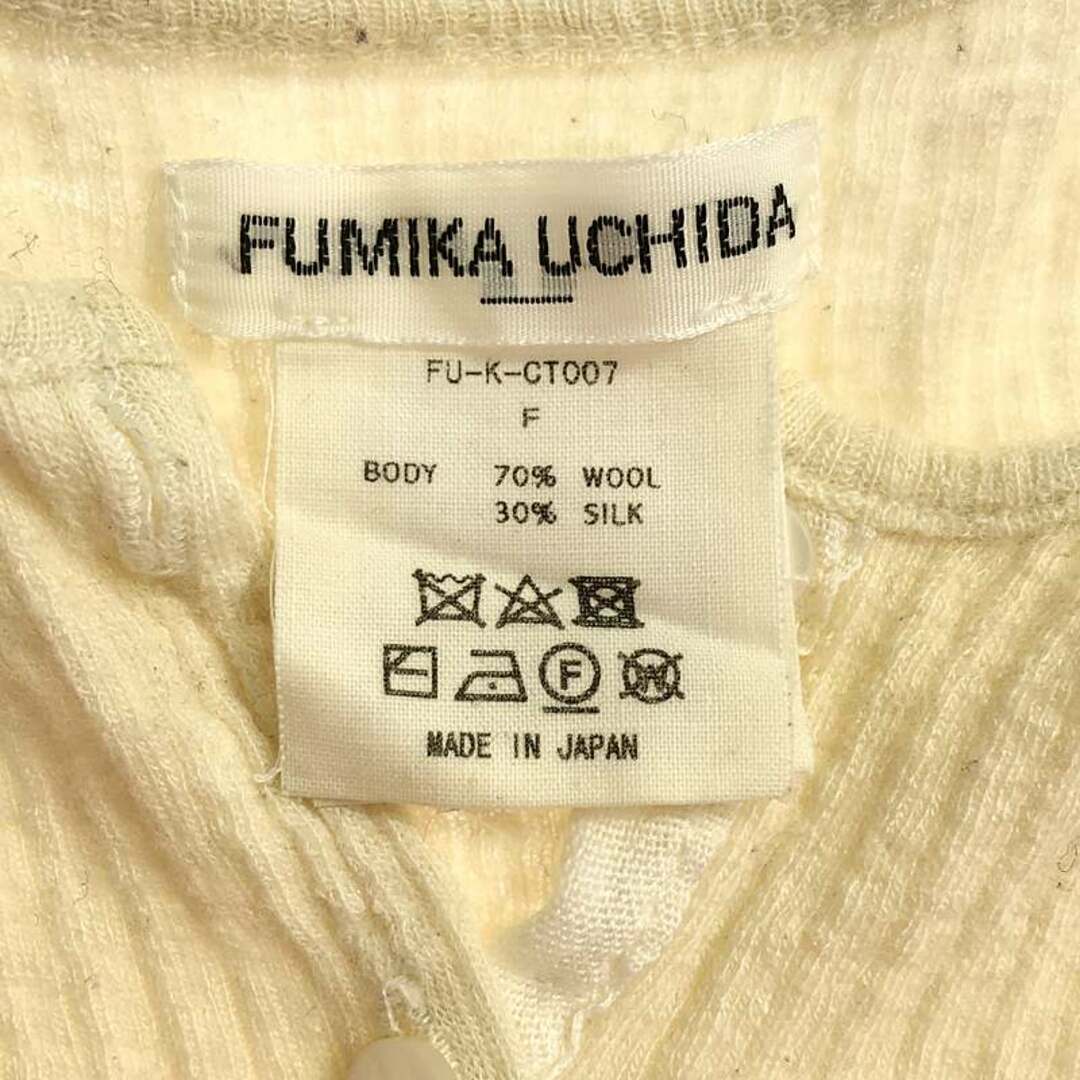 FUMIKA UCHIDA
FU-K-CT007
F
BODY 70% WOOL
30% SILK
F W
MADE IN JAPAN